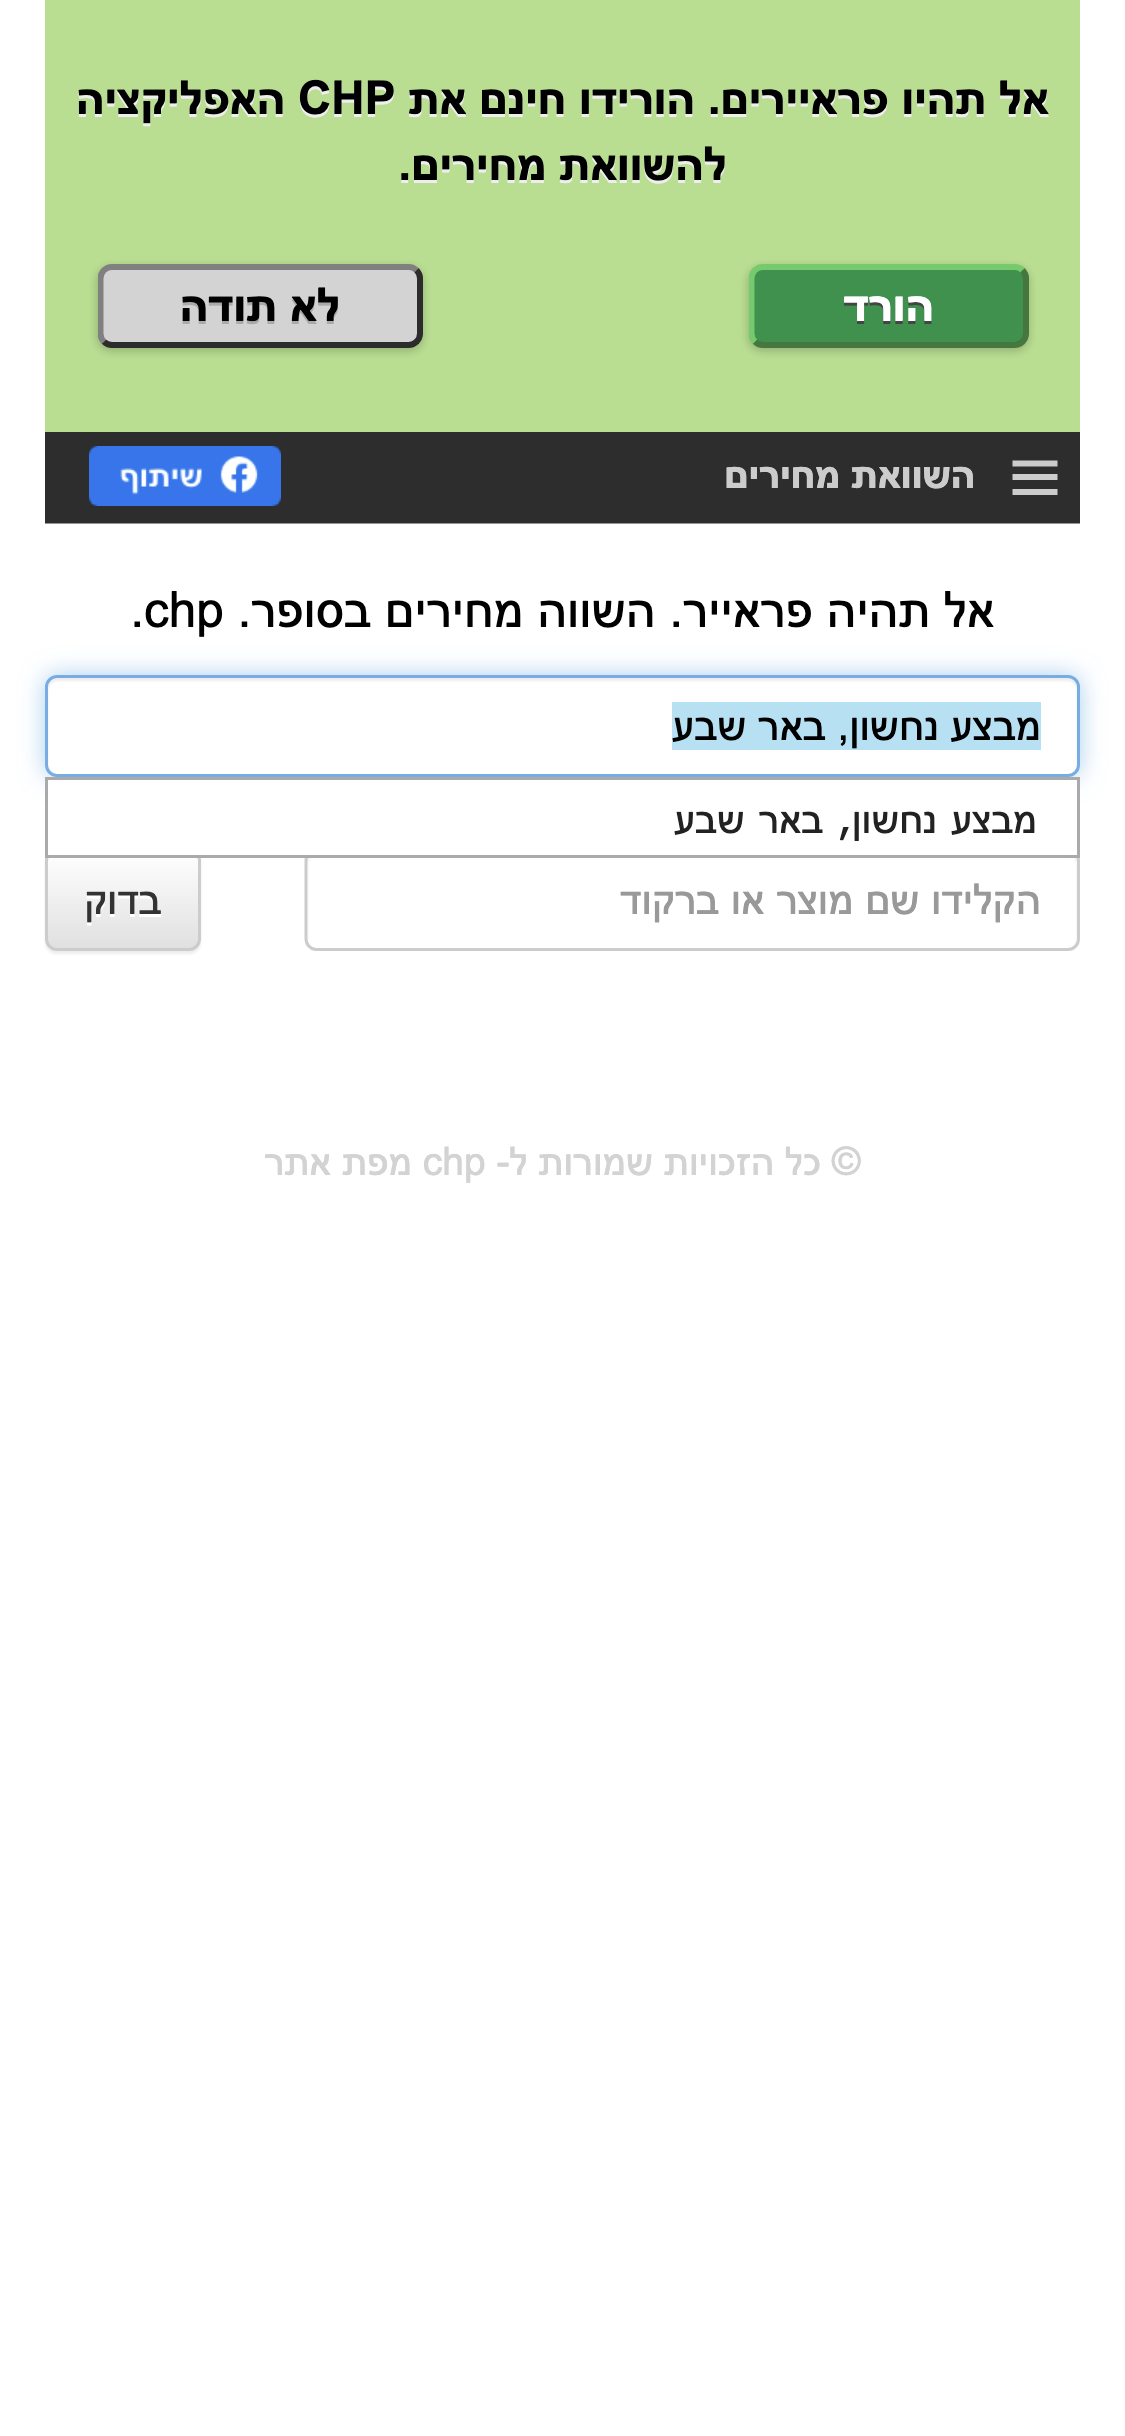 אל תהיו פראיירים. הורידו חינם את CHP האפליקציה
להשוואת מחירים.
הורד
לא תודה
השוואת מחירים
שיתוף
אל תהיה פראייר. השווה מחירים בסופר. chp.
מבצע נחשון, באר שבע
מבצע נחשון, באר שבע
הקלידו שם מוצר או ברקוד
בדוק
© כל הזכויות שמורות ל- chp מפת אתר